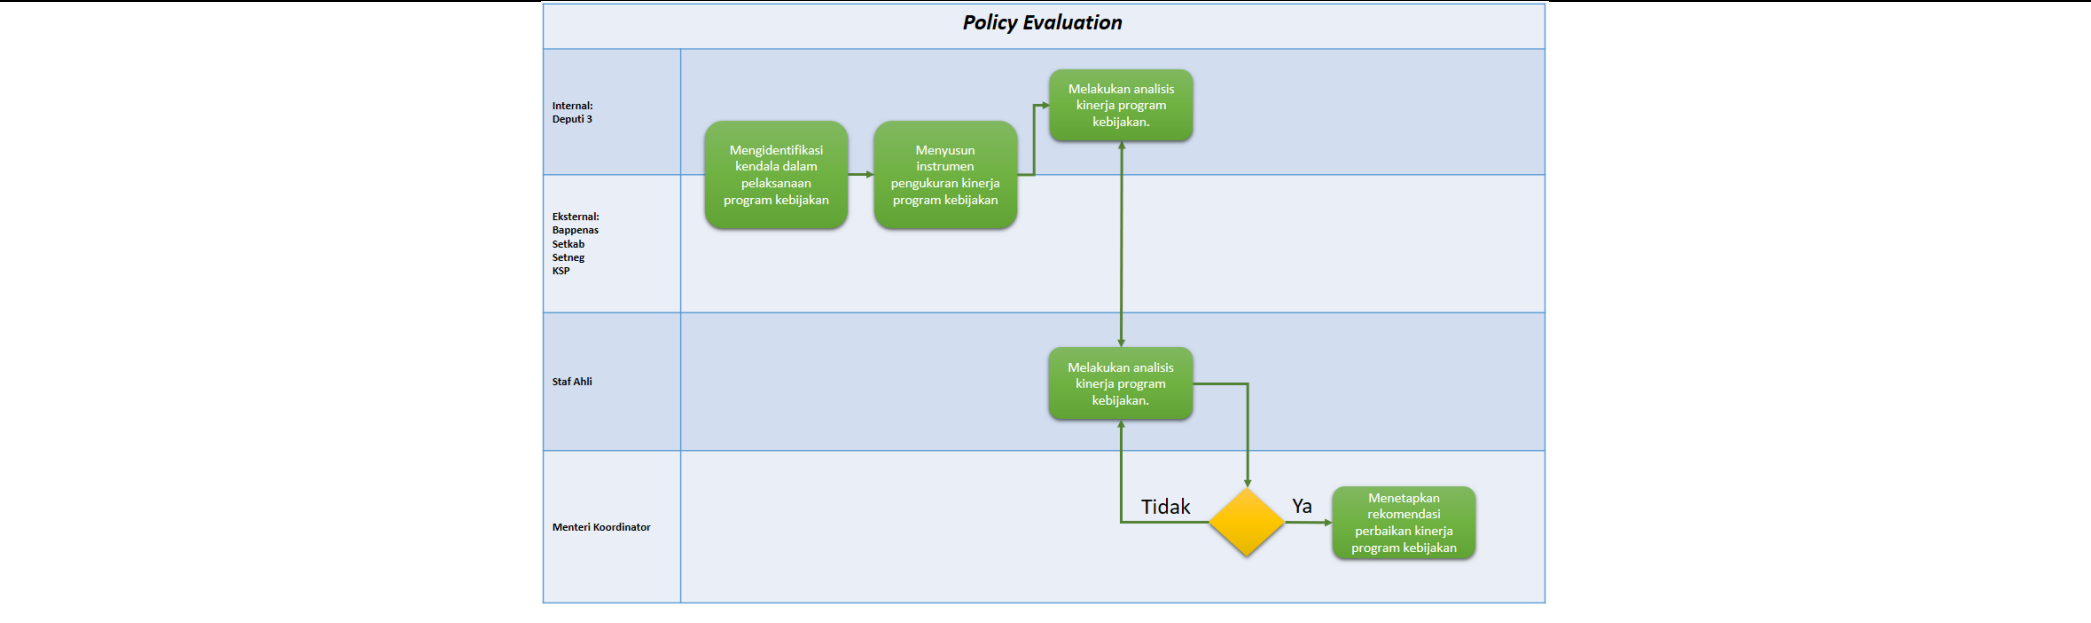 Policy Evaluation
Internal:
Deputi 3
Mengidentifikasi
kendala dalam
pelaksanaan
program kebijakan
Menyusun
instrumen
pengukuran kinerja
program kebijakan
Melakukan analisis
kinerja program
kebijakan.
Eksternal:
Bappenas
Setkab
Setneg
KSP
Staf Ahli
Melakukan analisis
kinerja program
kebijakan.
Menteri Koordinator
Tidak
Ya
Menetapkan
rekomendasi
perbaikan kinerja
program kebijakan